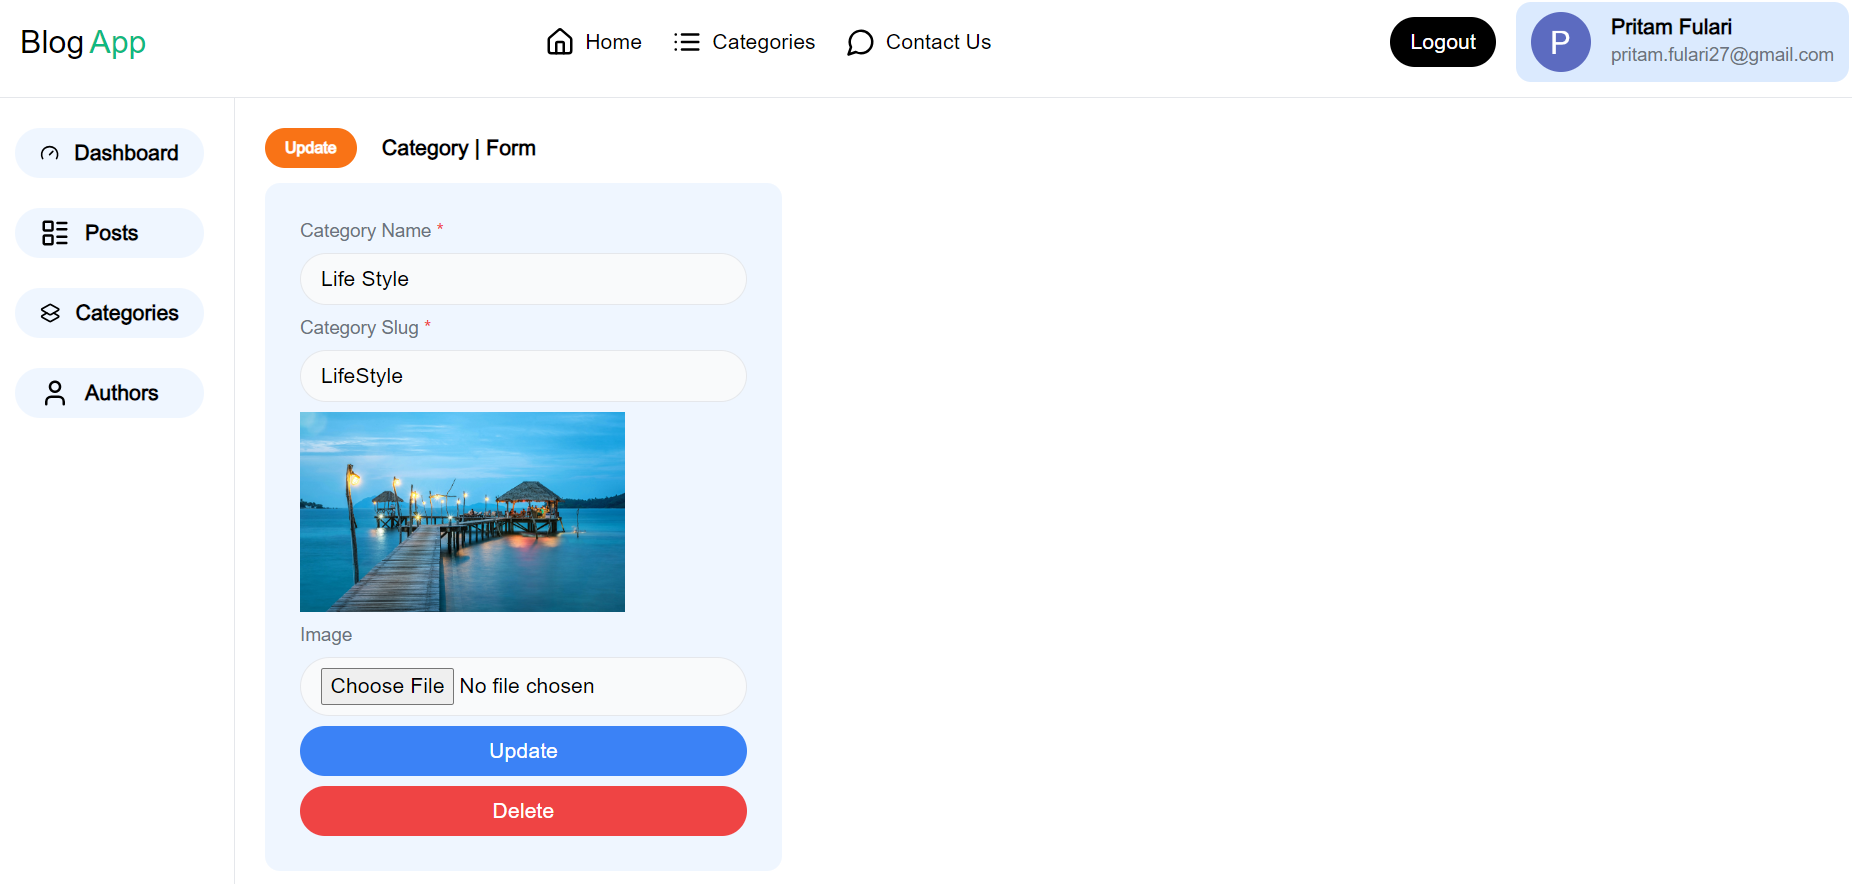 Blog App
Home
Categories
Contact Us
Logout
P
Pritam Fulari
pritam.fulari27@gmail.com
Dashboard
Posts
Categories
Authors
Update
Category | Form
Category Name *
Life Style
Category Slug *
LifeStyle
Image
Choose File No file chosen
Update
Delete